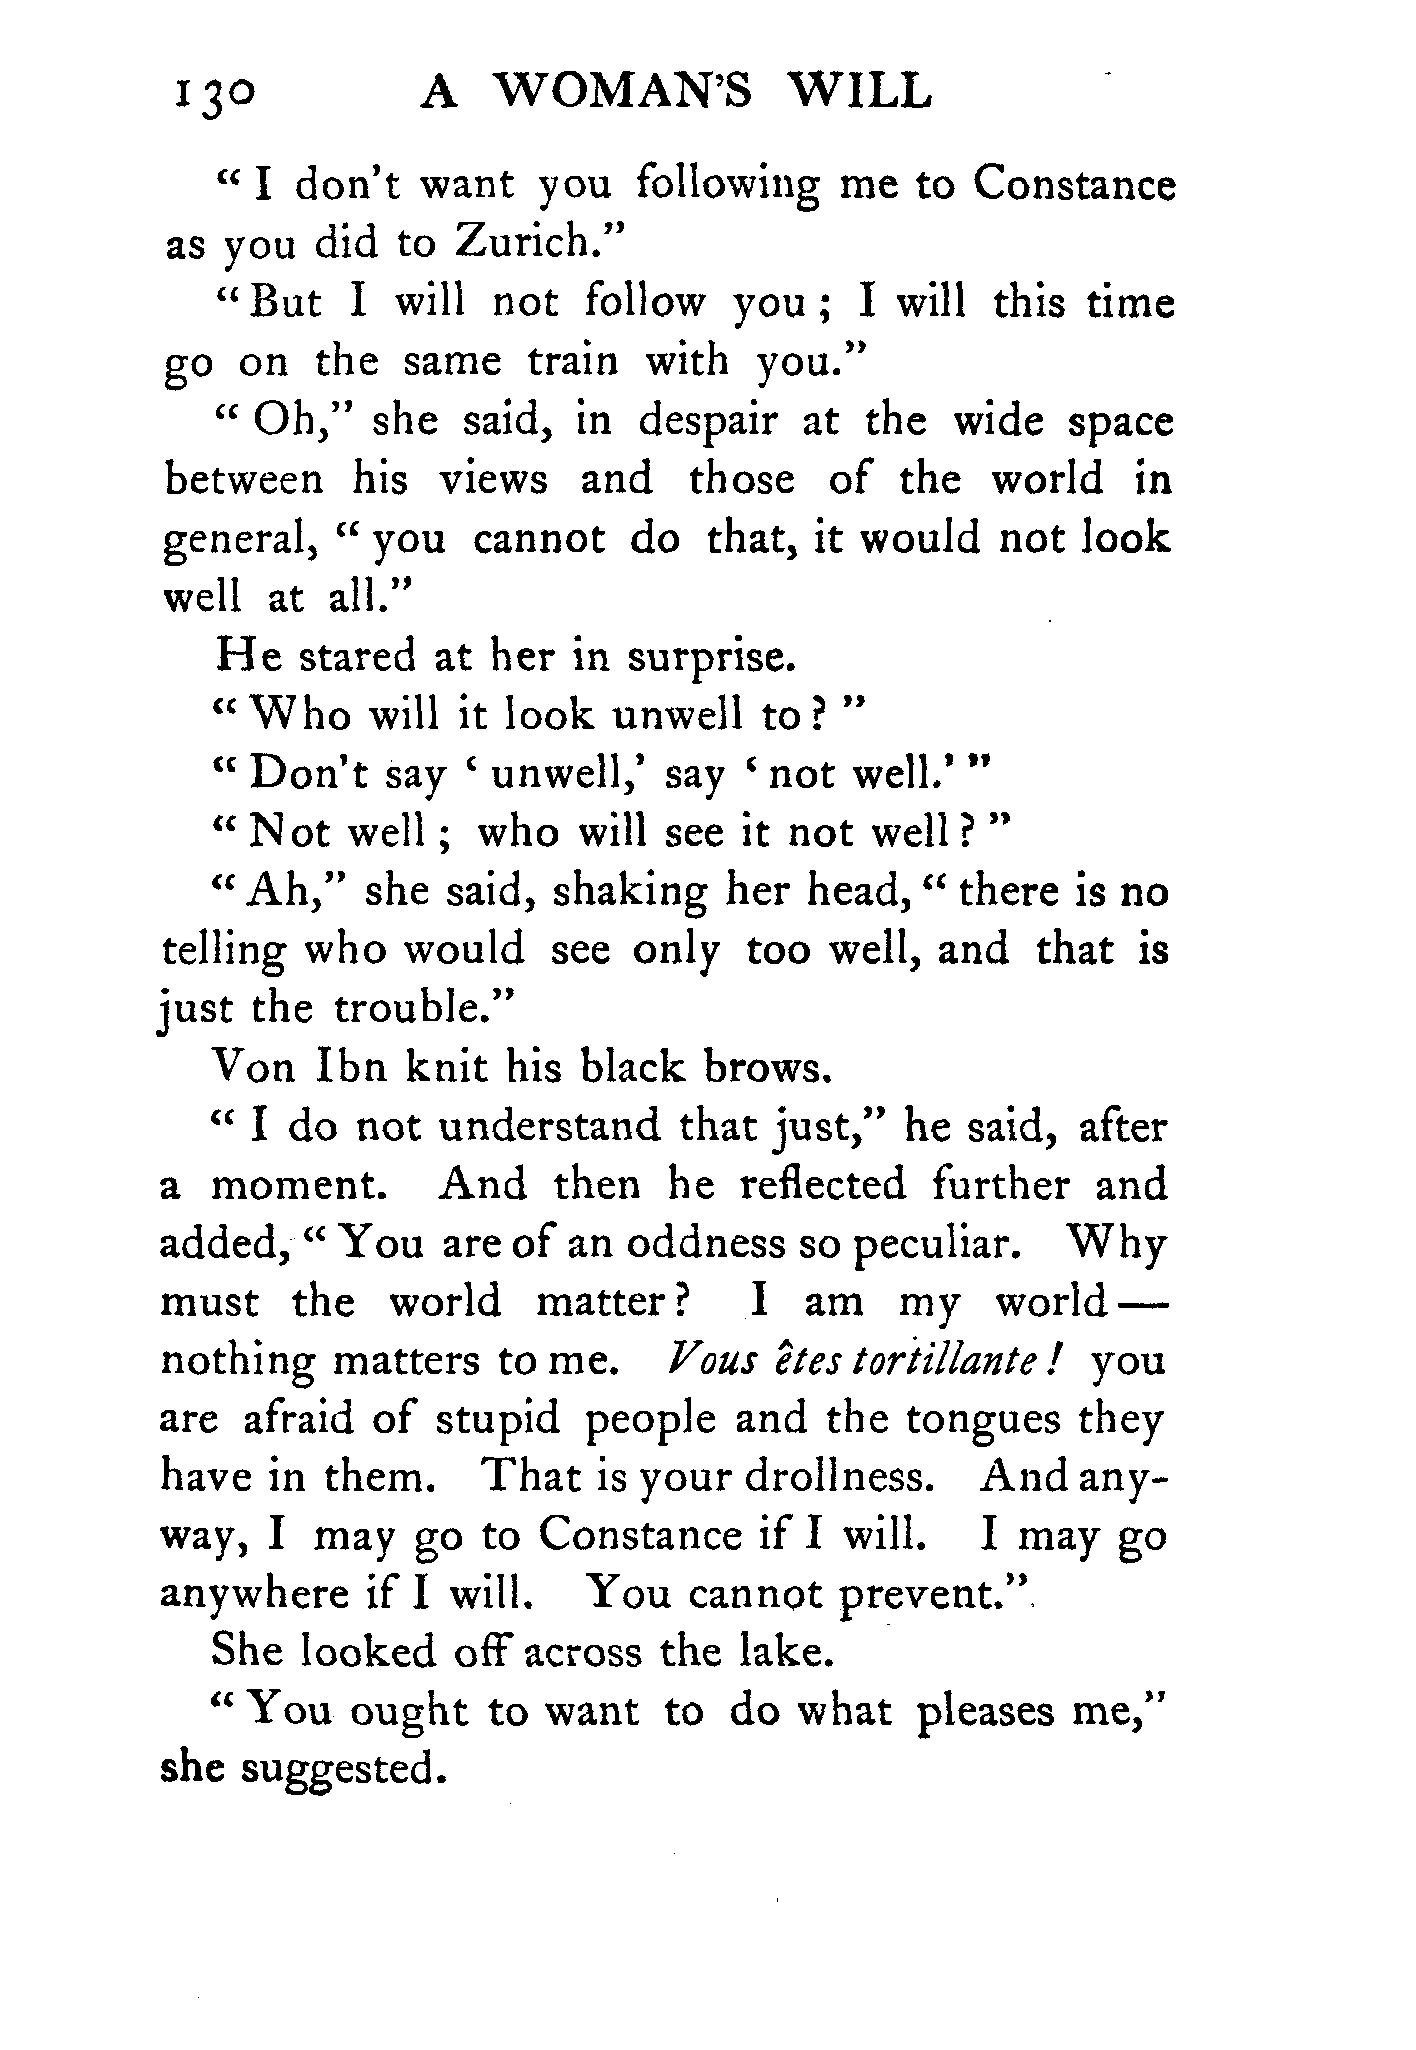 130 A WOMAN'S WILL
“ I don't want you following me to Constance
as you did to Zurich.”
“ But I will not follow you ; I will this time
go on the same train with you.”
“ Oh,” she said, in despair at the wide space
between his views and those of the world in
general, “ you cannot do that, it would not look
well at all.”
He stared at her in surprise.
“ Who will it look unwell to ? ”
“ Don't say ‘ unwell,’ say ‘ not well.’ ”
“ Not well ; who will see it not well ? ”
“ Ah,” she said, shaking her head, “ there is no
telling who would see only too well, and that is
just the trouble.”
Von Ibn knit his black brows.
“ I do not understand that just,” he said, after
a moment. And then he reflected further and
added, “ You are of an oddness so peculiar. Why
must the world matter ? I am my world —
nothing matters to me. Vous êtes tortillante ! you
are afraid of stupid people and the tongues they
have in them. That is your drollness. And any-
way, I may go to Constance if I will. I may go
anywhere if I will. You cannot prevent.”
She looked off across the lake.
“ You ought to want to do what pleases me,”
she suggested.